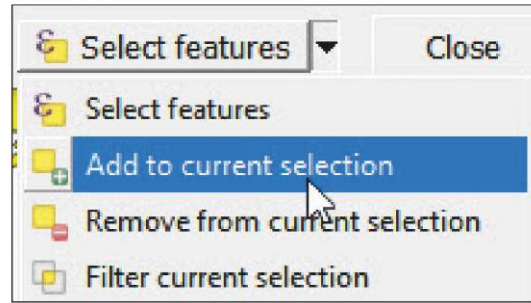 Select features Close
Select features
Add to current selection
Remove from current selection
Filter current selection